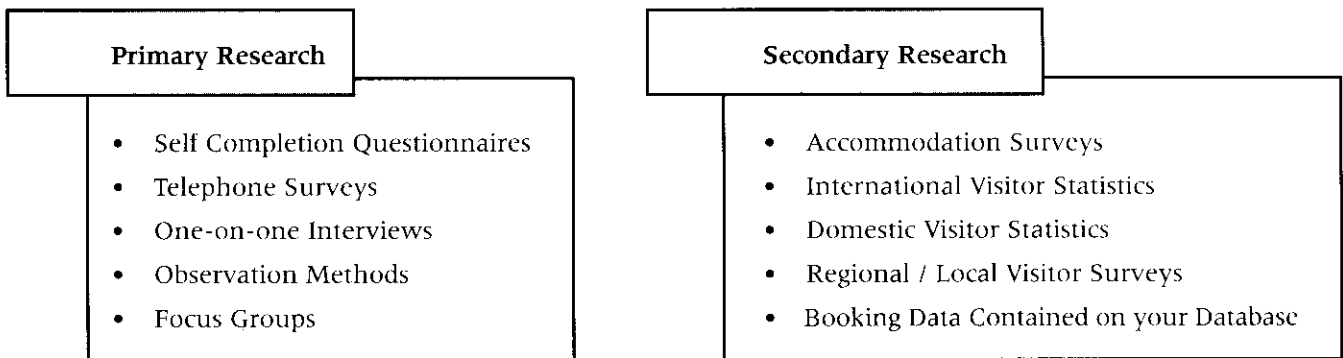 Primary Research
• Self Completion Questionnaires
• Telephone Surveys
• One-on-one Interviews
• Observation Methods
• Focus Groups
Secondary Research
• Accommodation Surveys
• International Visitor Statistics
• Domestic Visitor Statistics
• Regional / Local Visitor Surveys
• Booking Data Contained on your Database